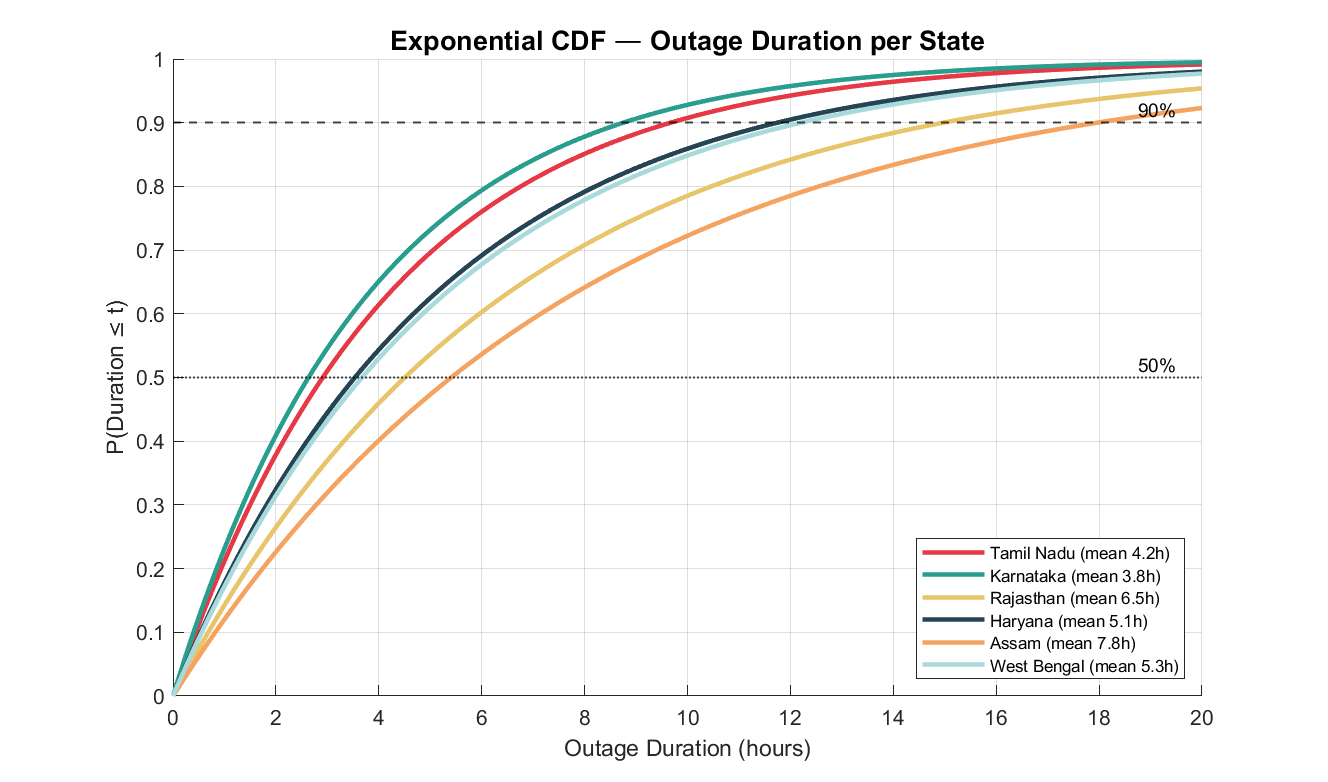 Exponential CDF — Outage Duration per State
1
0.9
0.8
0.7
0.6
0.5
0.4
0.3
0.2
0.1
0
P(Duration ≤ t)
90%
50%
Tamil Nadu (mean 4.2h)
Karnataka (mean 3.8h)
Rajasthan (mean 6.5h)
Haryana (mean 5.1h)
Assam (mean 7.8h)
West Bengal (mean 5.3h)
0 2 4 6 8 10 12 14 16 18 20
Outage Duration (hours)